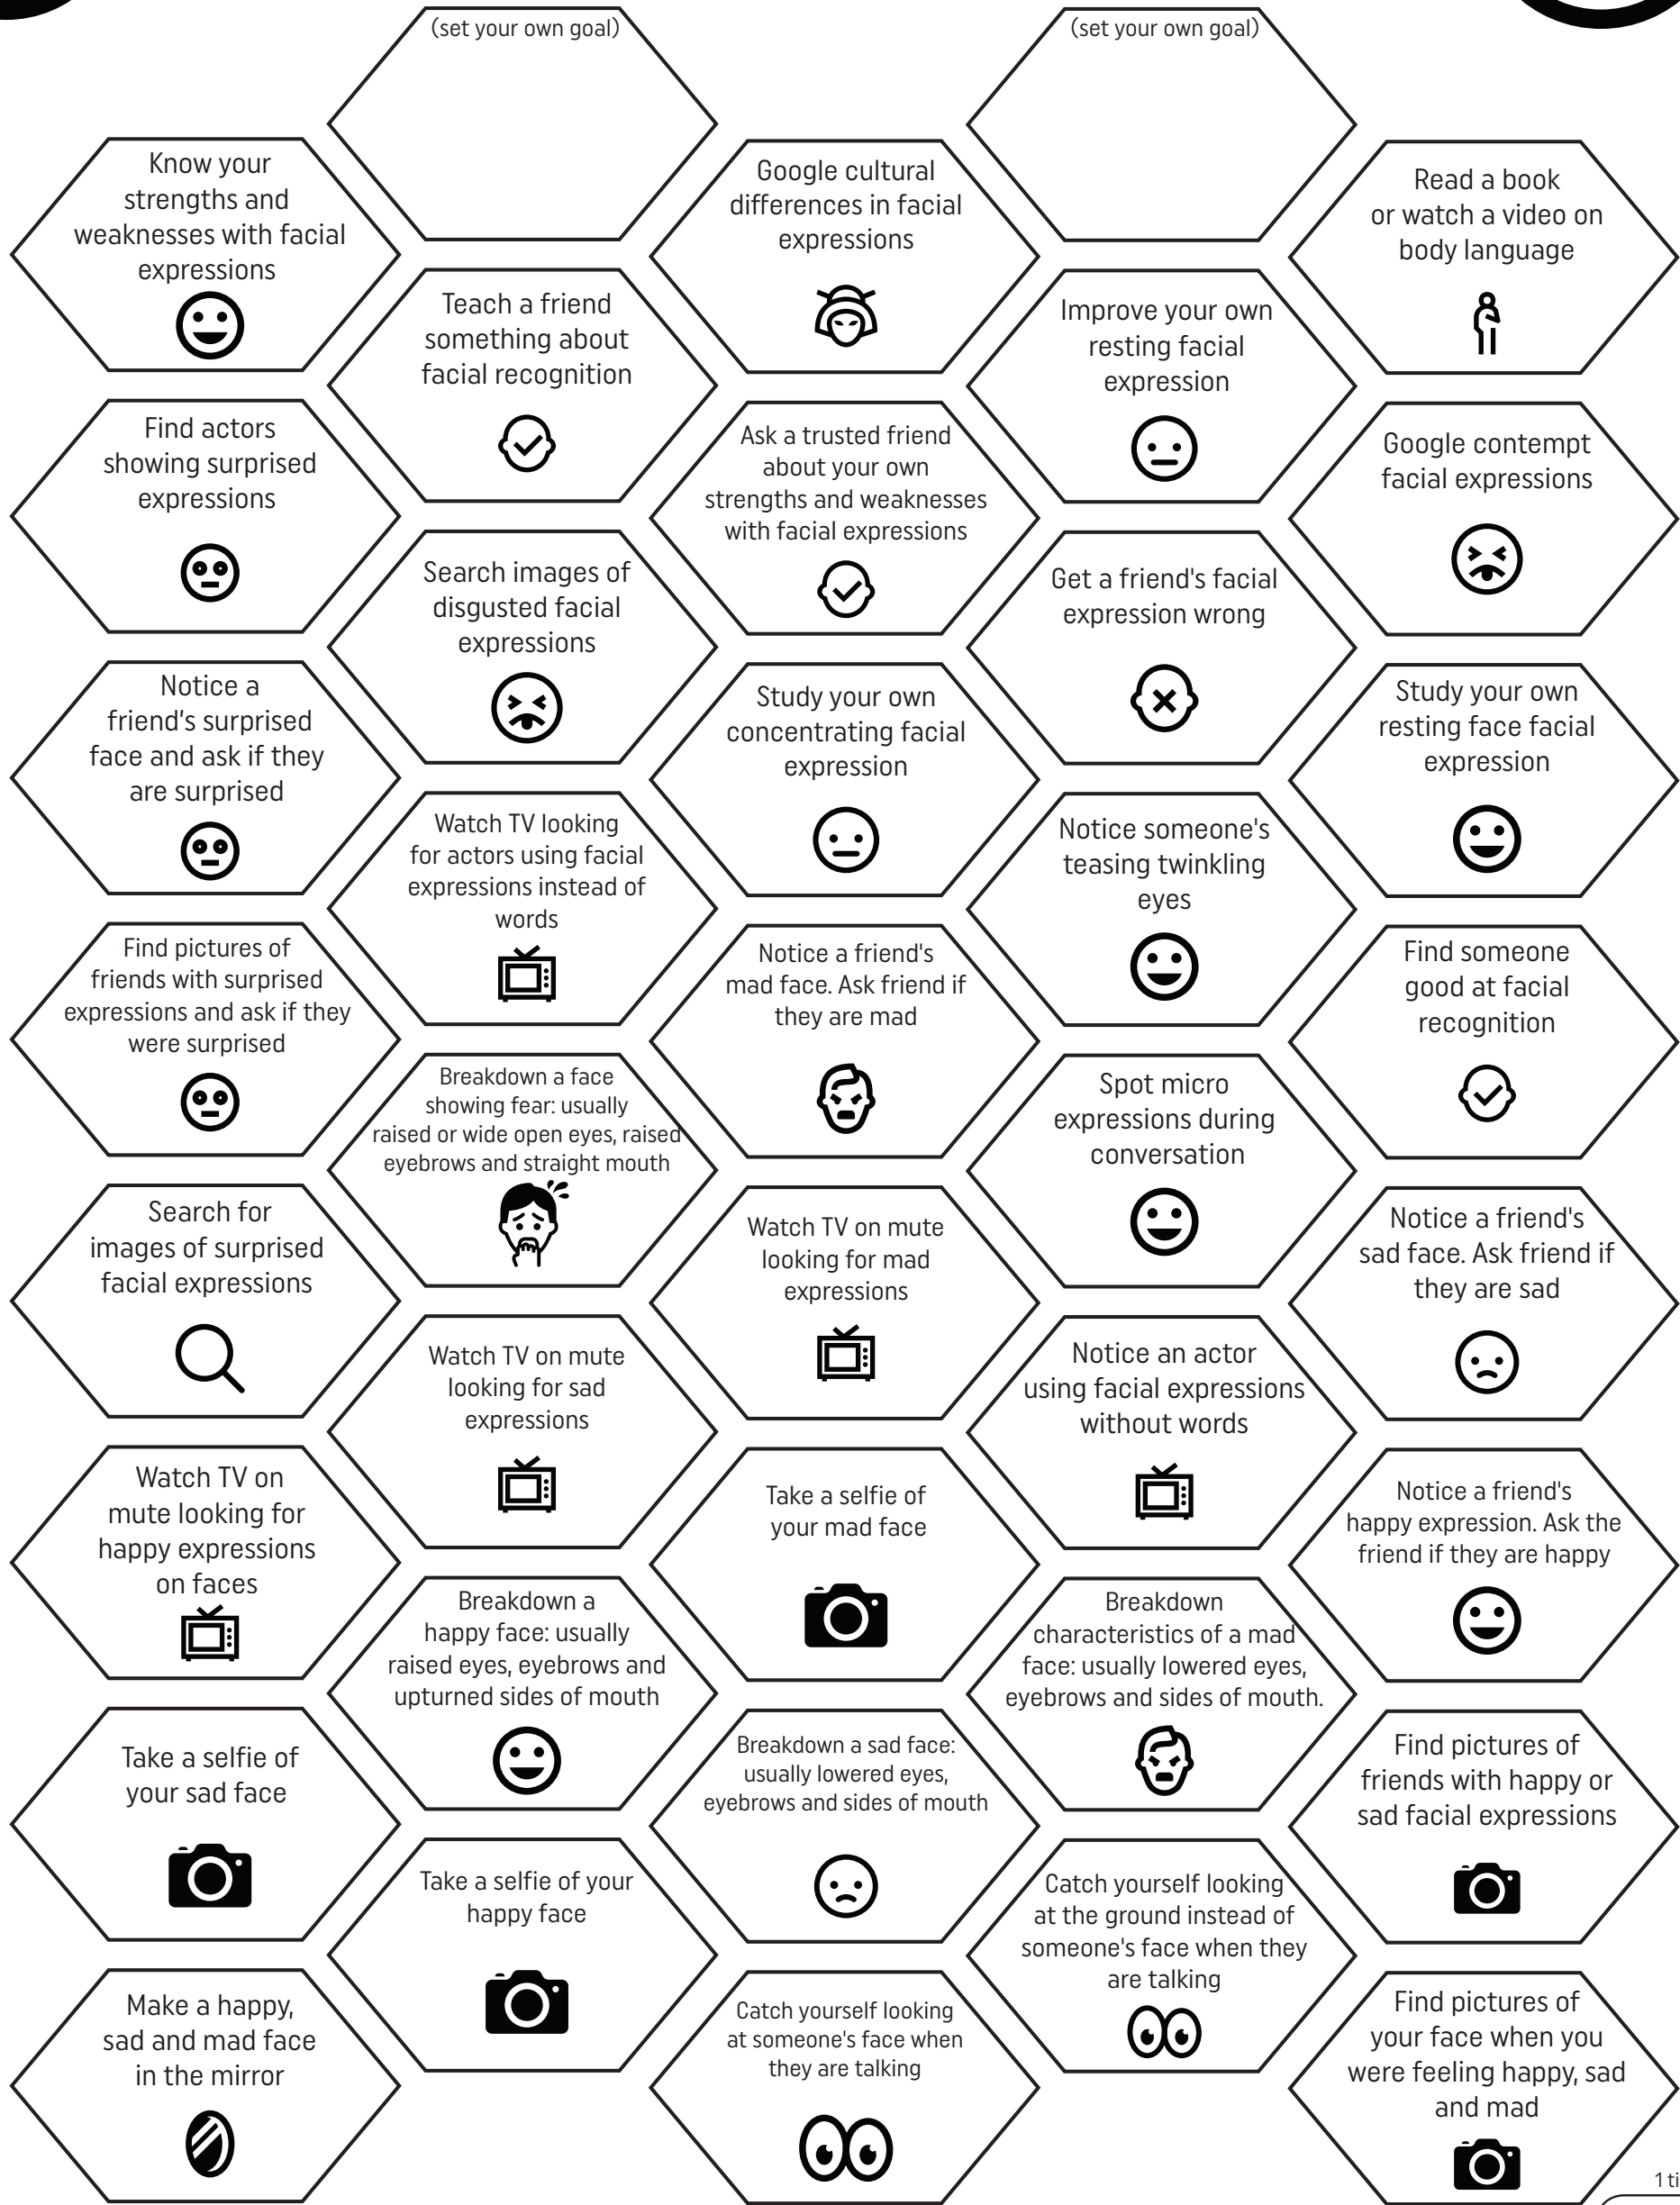 (set your own goal)
(set your own goal)
Know your
strengths and
weaknesses with facial
expressions
Google cultural
differences in facial
expressions
Read a book
or watch a video on
body language
Teach a friend
something about
facial recognition
Improve your own
resting facial
expression
Find actors
showing surprised
expressions
Ask a trusted friend
about your own
strengths and weaknesses
with facial expressions
Google contempt
facial expressions
Search images of
disgusted facial
expressions
Get a friend's facial
expression wrong
Notice a
friend's surprised
face and ask if they
are surprised
Study your own
concentrating facial
expression
Study your own
resting face facial
expression
Watch TV looking
for actors using facial
expressions instead of
words
Notice someone's
teasing twinkling
eyes
Find pictures of
friends with surprised
expressions and ask if they
were surprised
Notice a friend's
mad face. Ask friend if
they are mad
Find someone
good at facial
recognition
Breakdown a face
showing fear: usually
raised or wide open eyes, raised
eyebrows and straight mouth
Spot micro
expressions during
conversation
Search for
images of surprised
facial expressions
Watch TV on mute
looking for mad
expressions
Notice a friend's
sad face. Ask friend if
they are sad
Watch TV on mute
looking for sad
expressions
Notice an actor
using facial expressions
without words
Watch TV on
mute looking for
happy expressions
on faces
Take a selfie of
your mad face
Notice a friend's
happy expression. Ask the
friend if they are happy
Breakdown a
happy face: usually
raised eyes, eyebrows and
upturned sides of mouth
Breakdown
characteristics of a mad
face: usually lowered eyes,
eyebrows and sides of mouth.
Take a selfie of
your sad face
Breakdown a sad face:
usually lowered eyes,
eyebrows and sides of mouth
Find pictures of
friends with happy or
sad facial expressions
Take a selfie of your
happy face
Catch yourself looking
at the ground instead of
someone's face when they
are talking
Make a happy,
sad and mad face
in the mirror
Catch yourself looking
at someone's face when
they are talking
Find pictures of
your face when you
were feeling happy, sad
and mad
1 ti